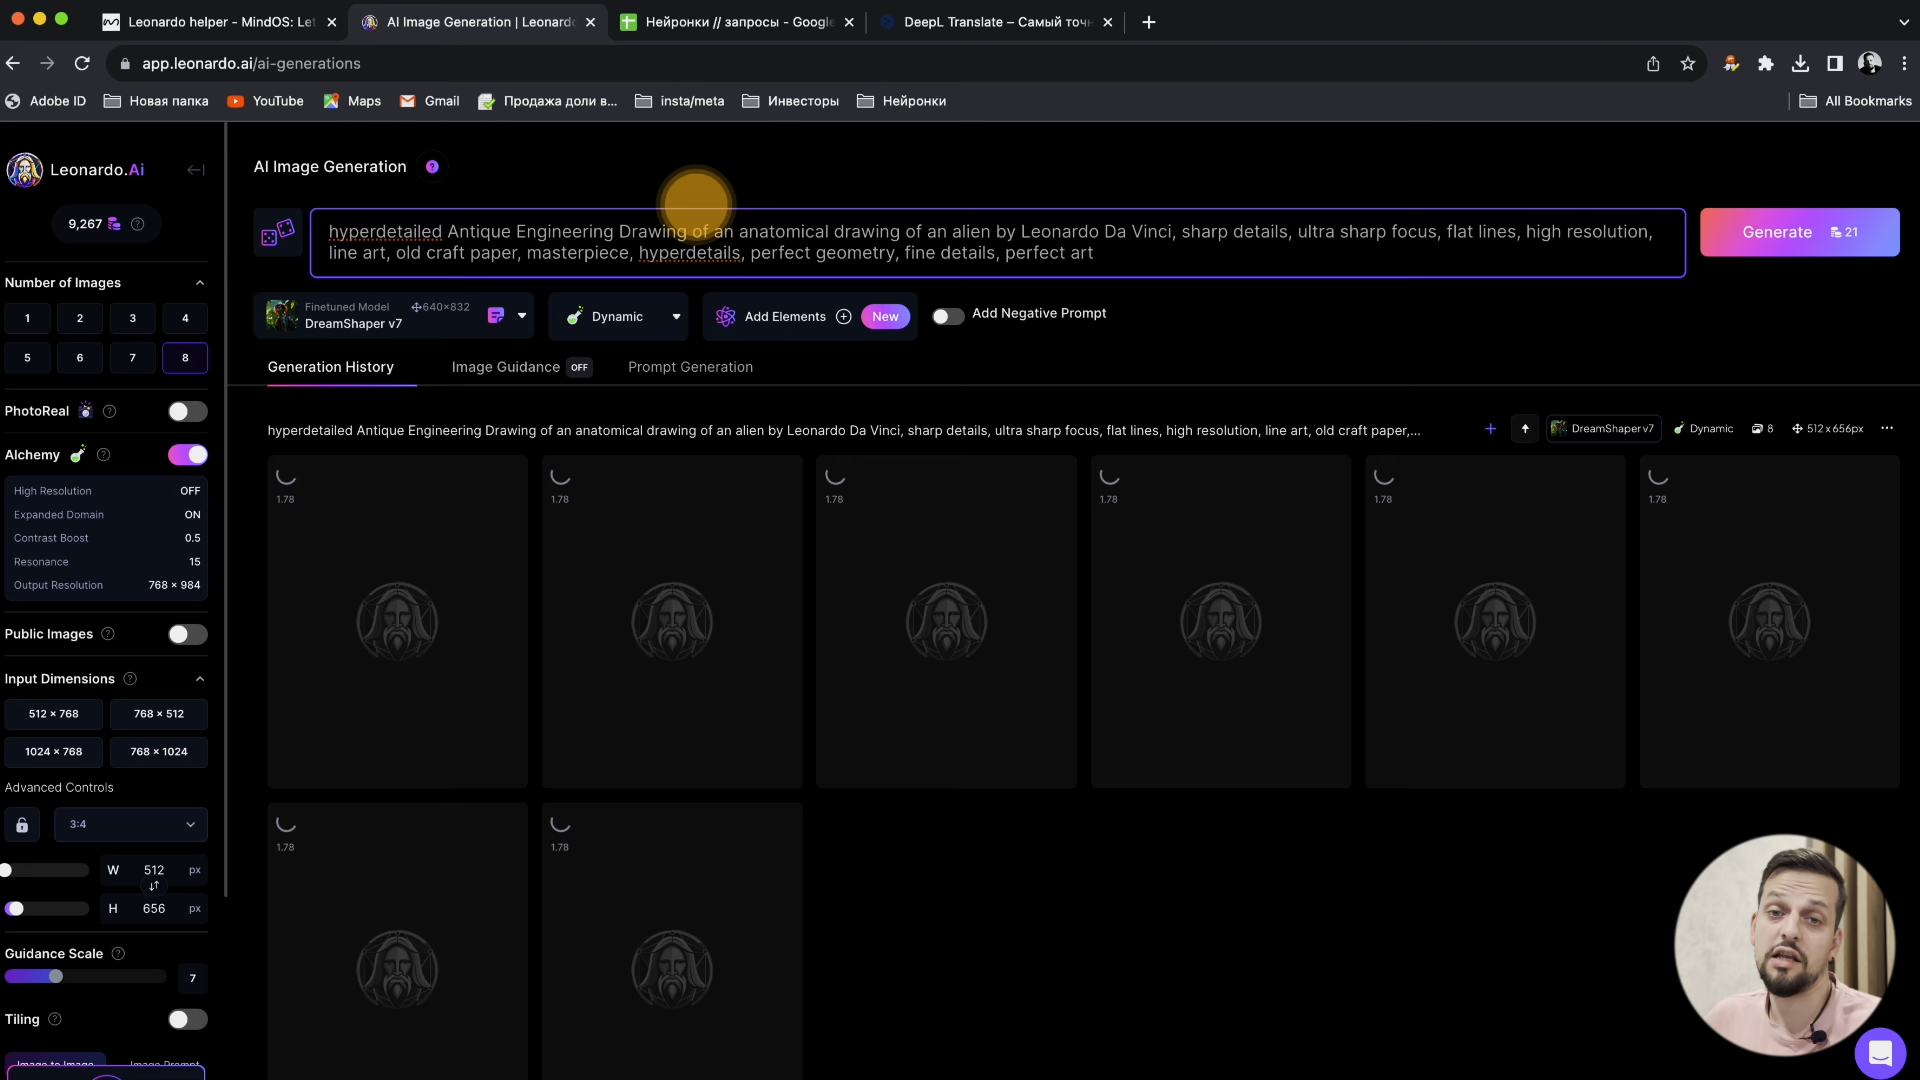 Leonardo helper - MindOS: Let
AI Image Generation | Leonardo
Нейронки // запросы - Google
DeepL Translate – Самый точн
app.leonardo.ai/ai-generations
Adobe ID
Новая папка
YouTube
Maps
Gmail
Продажа доли в...
insta/meta
Инвесторы
Нейронки
All Bookmarks
Leonardo.Ai
9,267
Number of Images
1 2 3 4
5 6 7 8
PhotoReal
Alchemy
High Resolution OFF
Expanded Domain ON
Contrast Boost 0.5
Resonance 15
Output Resolution 768 × 984
Public Images
Input Dimensions
512 × 768 768 × 512
1024 × 768 768 × 1024
Advanced Controls
3:4
W 512 px
H 656 px
Guidance Scale
7
Tiling
Image to Image Image Prompt
AI Image Generation
hyperdetailed Antique Engineering Drawing of an anatomical drawing of an alien by Leonardo Da Vinci, sharp details, ultra sharp focus, flat lines, high resolution,
line art, old craft paper, masterpiece, hyperdetails, perfect geometry, fine details, perfect art
Generate 21
Finetuned Model 640×832
DreamShaper v7
Dynamic
Add Elements
New
Add Negative Prompt
Generation History
Image Guidance OFF
Prompt Generation
hyperdetailed Antique Engineering Drawing of an anatomical drawing of an alien by Leonardo Da Vinci, sharp details, ultra sharp focus, flat lines, high resolution, line art, old craft paper,...
DreamShaper v7
Dynamic
8
512 x 656px
1.78 1.78 1.78 1.78 1.78 1.78
1.78 1.78